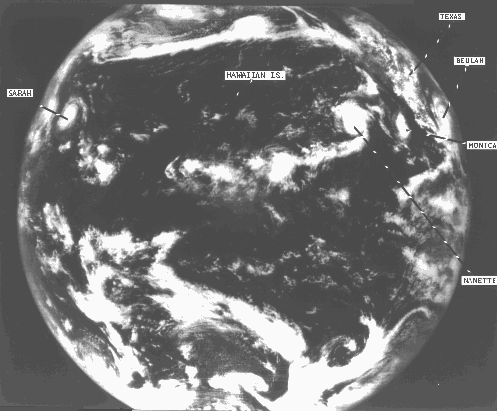 TEXAS
BEULAH
HAWAIIAN IS.
SARAH
MONICA
NANETTE